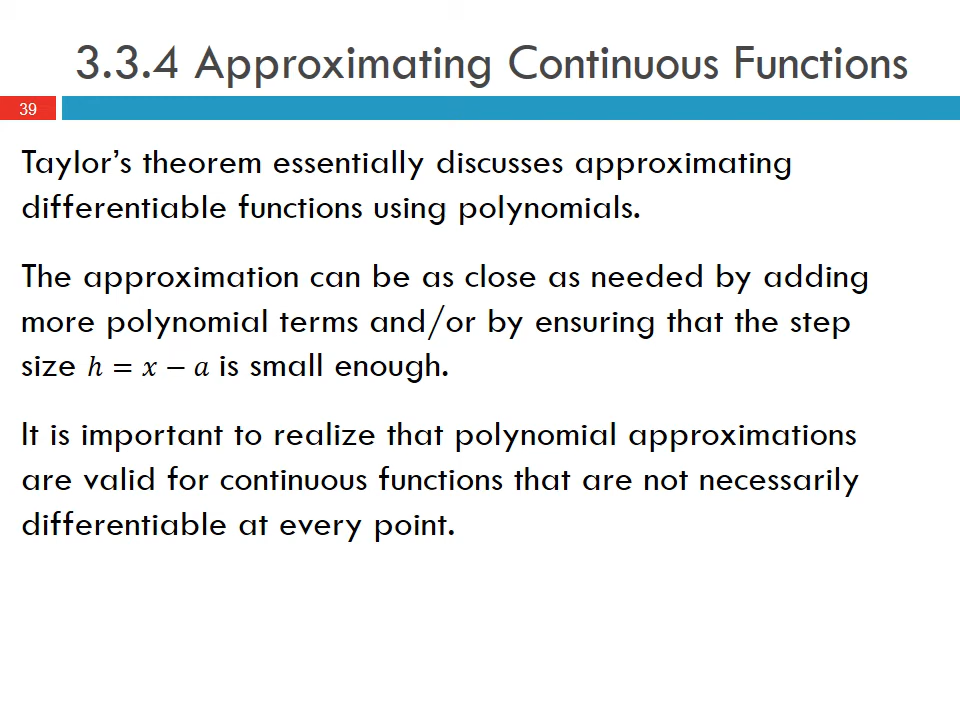 3.3.4 Approximating Continuous Functions
39
Taylor’s theorem essentially discusses approximating
differentiable functions using polynomials.
The approximation can be as close as needed by adding
more polynomial terms and/or by ensuring that the step
size ℎ = 𝑥 − 𝑎 is small enough.
It is important to realize that polynomial approximations
are valid for continuous functions that are not necessarily
differentiable at every point.